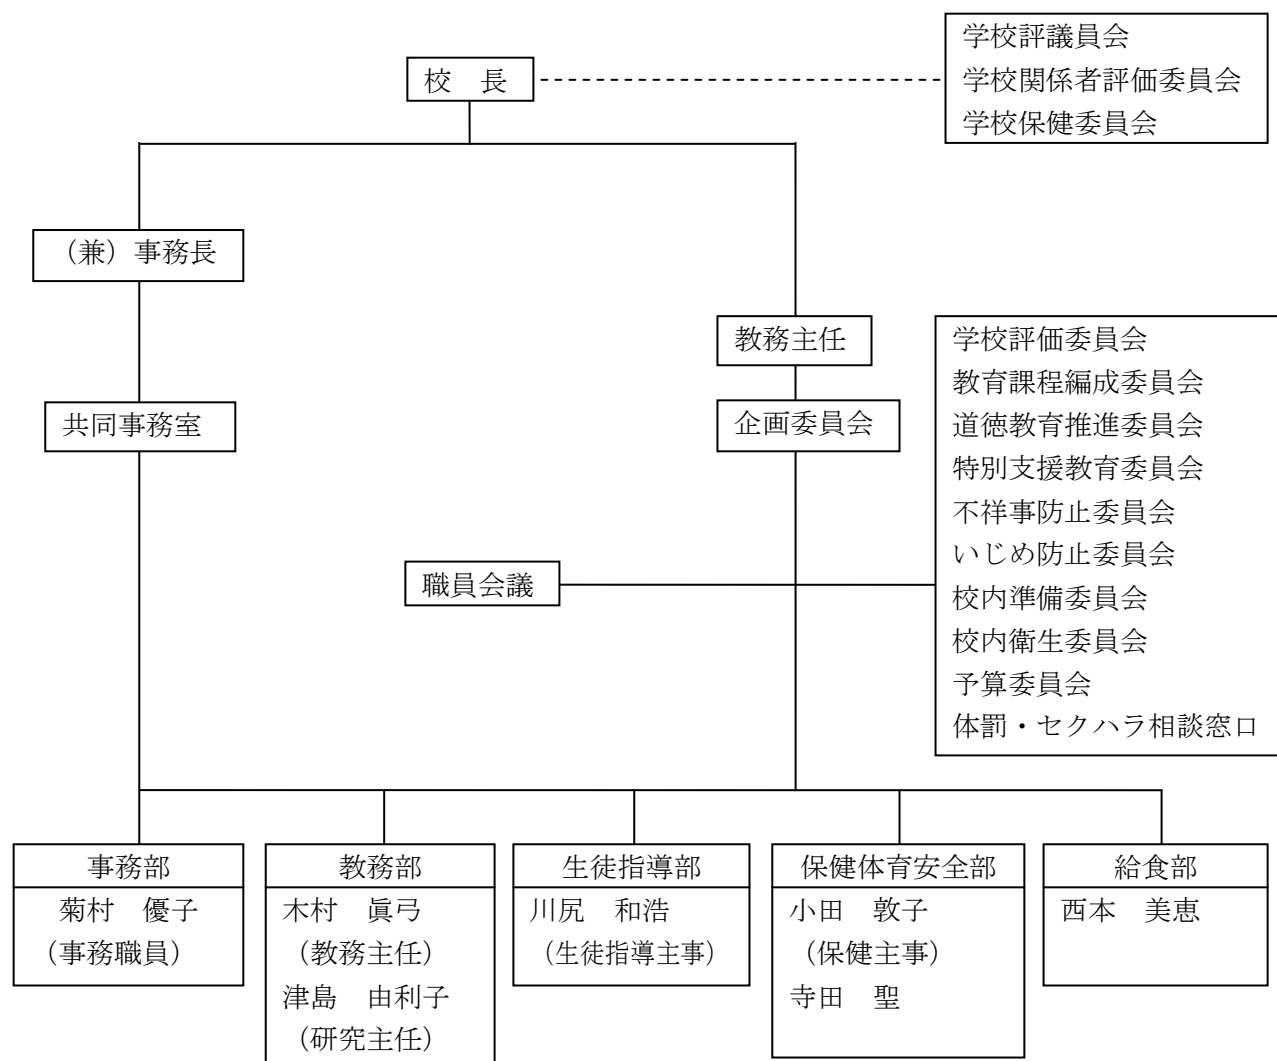 校　長
学校評議員会
学校関係者評価委員会
学校保健委員会
（兼）事務長
教務主任
共同事務室
企画委員会
学校評価委員会
教育課程編成委員会
道徳教育推進委員会
特別支援教育委員会
不祥事防止委員会
いじめ防止委員会
校内準備委員会
校内衛生委員会
予算委員会
体罰・セクハラ相談窓口
職員会議
事務部
菊村　優子
（事務職員）
教務部
木村　眞弓
（教務主任）
津島　由利子
（研究主任）
生徒指導部
川尻　和浩
（生徒指導主事）
保健体育安全部
小田　敦子
（保健主事）
寺田　聖
給食部
西本　美恵